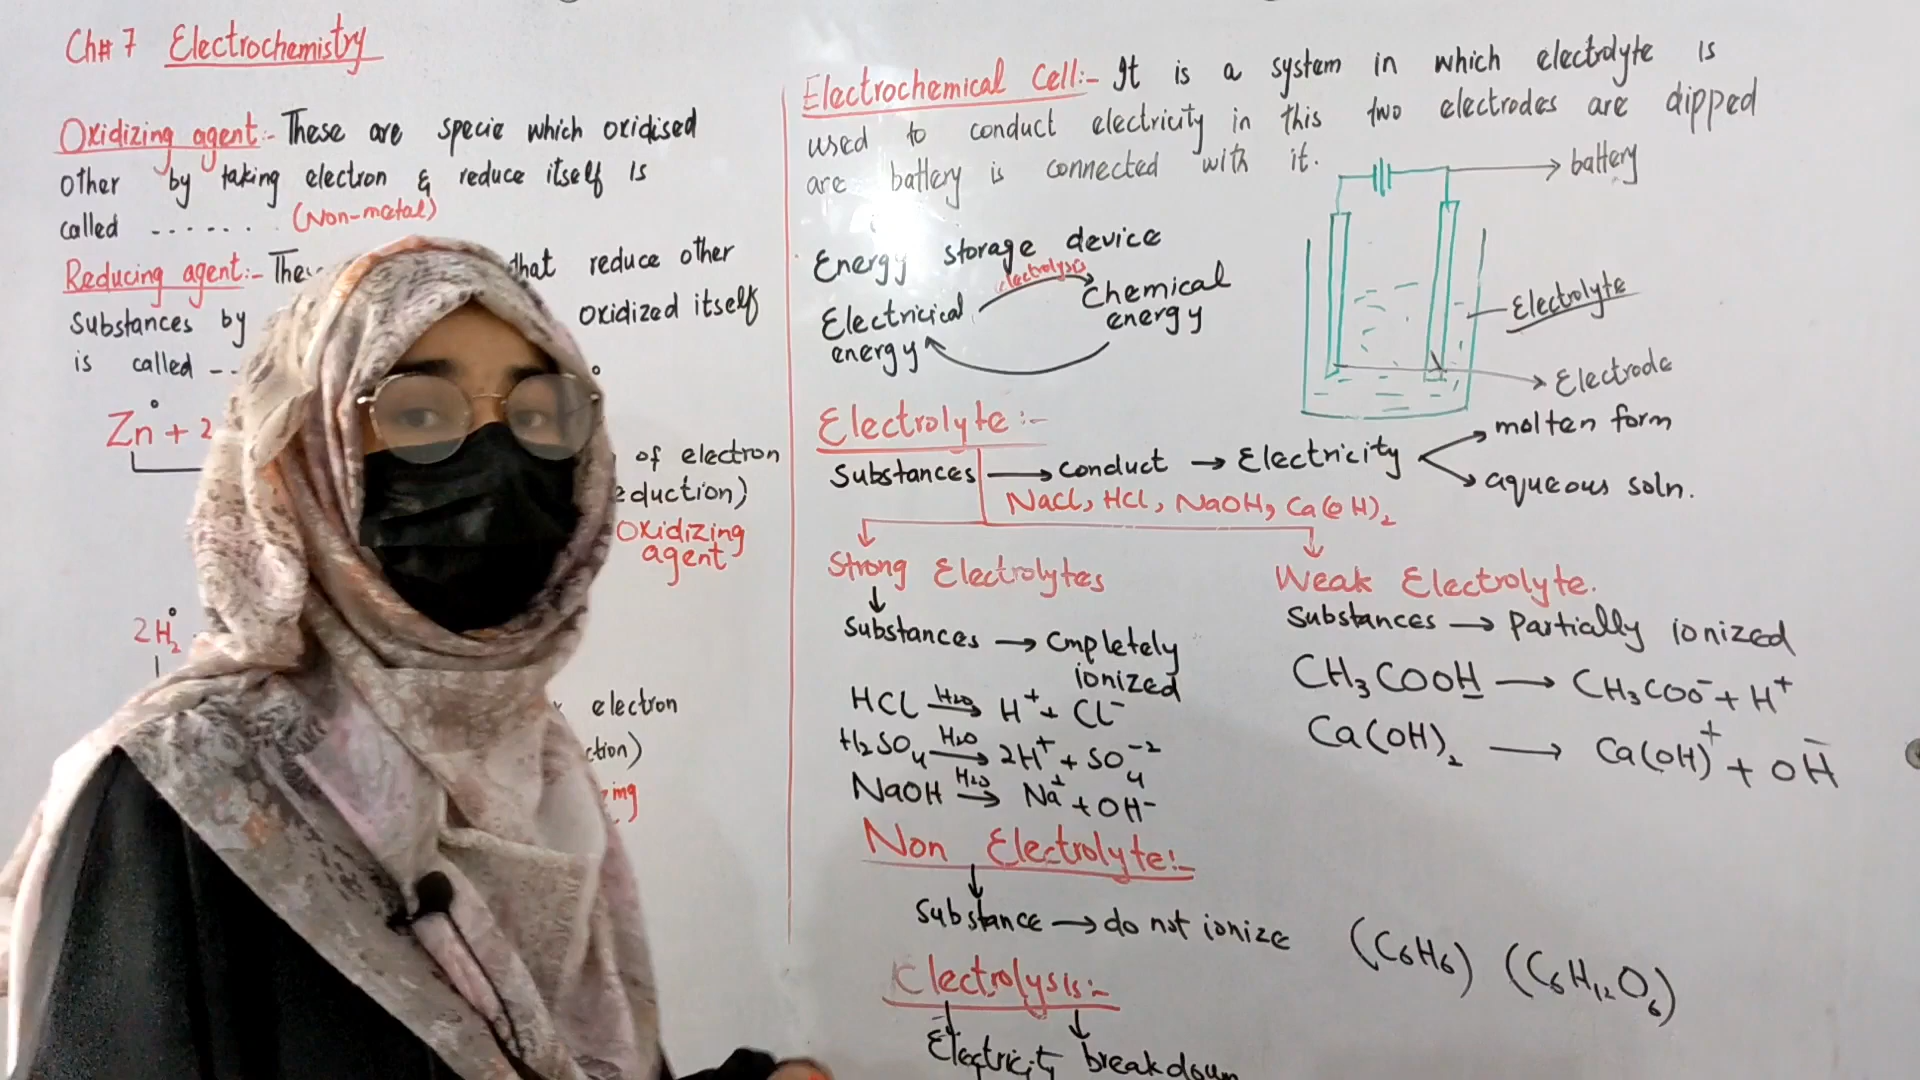 Ch# 7 Electrochemistry
Oxidizing agent:- These are specie which oxidised
other by taking electron & reduce itself is
called ....... (Non-metal)
Reducing agent:- that reduce other
Substances by oxidized itself
is called --
Zn° + 2
of electron
Oxidizing
agent
2H₂°
electron
Electrochemical Cell:- It is a system in which electrolyte is
used to conduct electricity in this two electrodes are dipped
are battery is connected with it.
battery
Energy storage device
electrolysis
Electricical Chemical
energy energy
Electrolyte
Electrode
Electrolyte:-
Substances → Conduct → Electricity
molten form
aqueous soln.
NaCl, HCl, NaOH, Ca(OH)₂
Strong Electrolytes
Substances → Cmpletely
ionized
HCl H2O→ H⁺ + Cl⁻
H₂SO₄ H2O→ 2H⁺ + SO₄⁻²
NaOH H2O→ Na⁺ + OH⁻
Weak Electrolyte.
Substances → Partially ionized
CH₃COOH → CH₃COO⁻ + H⁺
Ca(OH)₂ → Ca(OH)⁺ + OH⁻
Non Electrolyte:-
Substance → do not ionize (C₆H₆) (C₆H₁₂O₆)
Electrolysis:-
Electricity breakdown